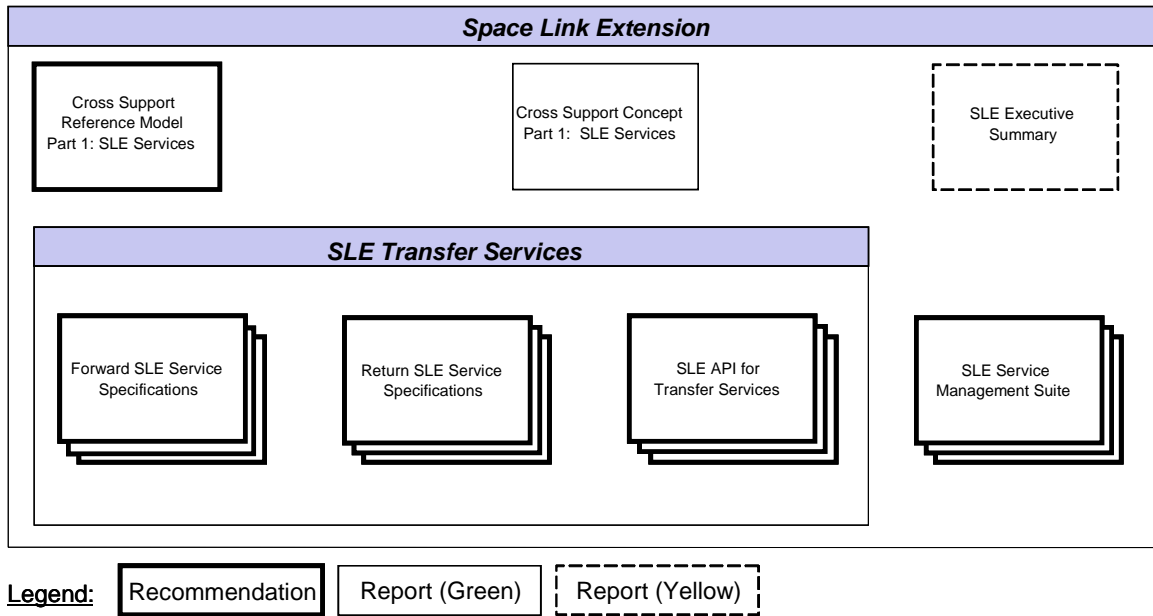 Space Link Extension
Cross Support
Reference Model
Part 1: SLE Services
Cross Support Concept
Part 1: SLE Services
SLE Executive
Summary
SLE Transfer Services
Forward SLE Service
Specifications
Return SLE Service
Specifications
SLE API for
Transfer Services
SLE Service
Management Suite
Legend:
Recommendation
Report (Green)
Report (Yellow)